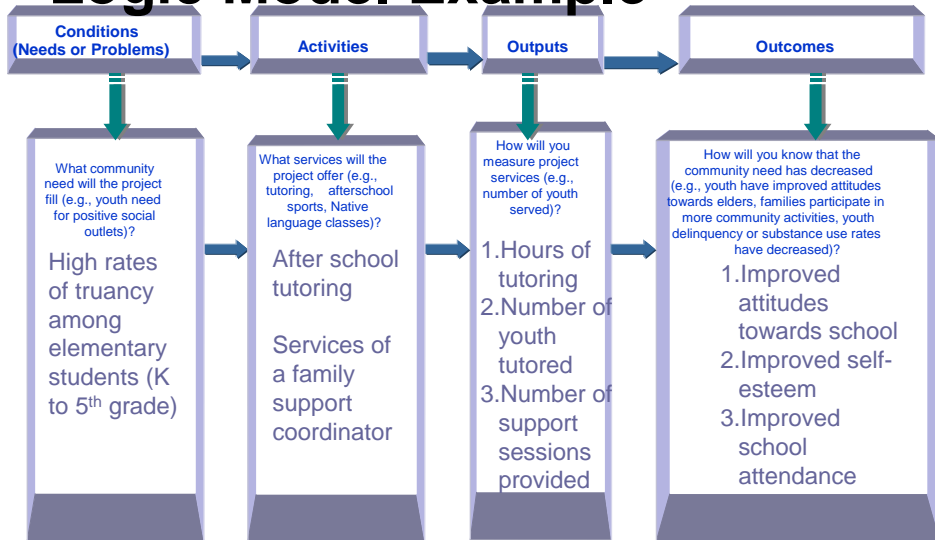 Logic Model Example
Conditions
(Needs or Problems)
Activities
Outputs
Outcomes
What community
need will the project
fill (e.g., youth need
for positive social
outlets)?
High rates
of truancy
among
elementary
students (K
to 5th grade)
What services will the
project offer (e.g.,
tutoring, afterschool
sports, Native
language classes)?
After school
tutoring
Services of
a family
support
coordinator
How will you
measure project
services (e.g.,
number of youth
served)?
1.Hours of
tutoring
2.Number of
youth
tutored
3.Number of
support
sessions
provided
How will you know that the
community need has decreased
(e.g., youth have improved attitudes
towards elders, families participate in
more community activities, youth
delinquency or substance use rates
have decreased)?
1.Improved
attitudes
towards school
2.Improved self-
esteem
3.Improved
school
attendance